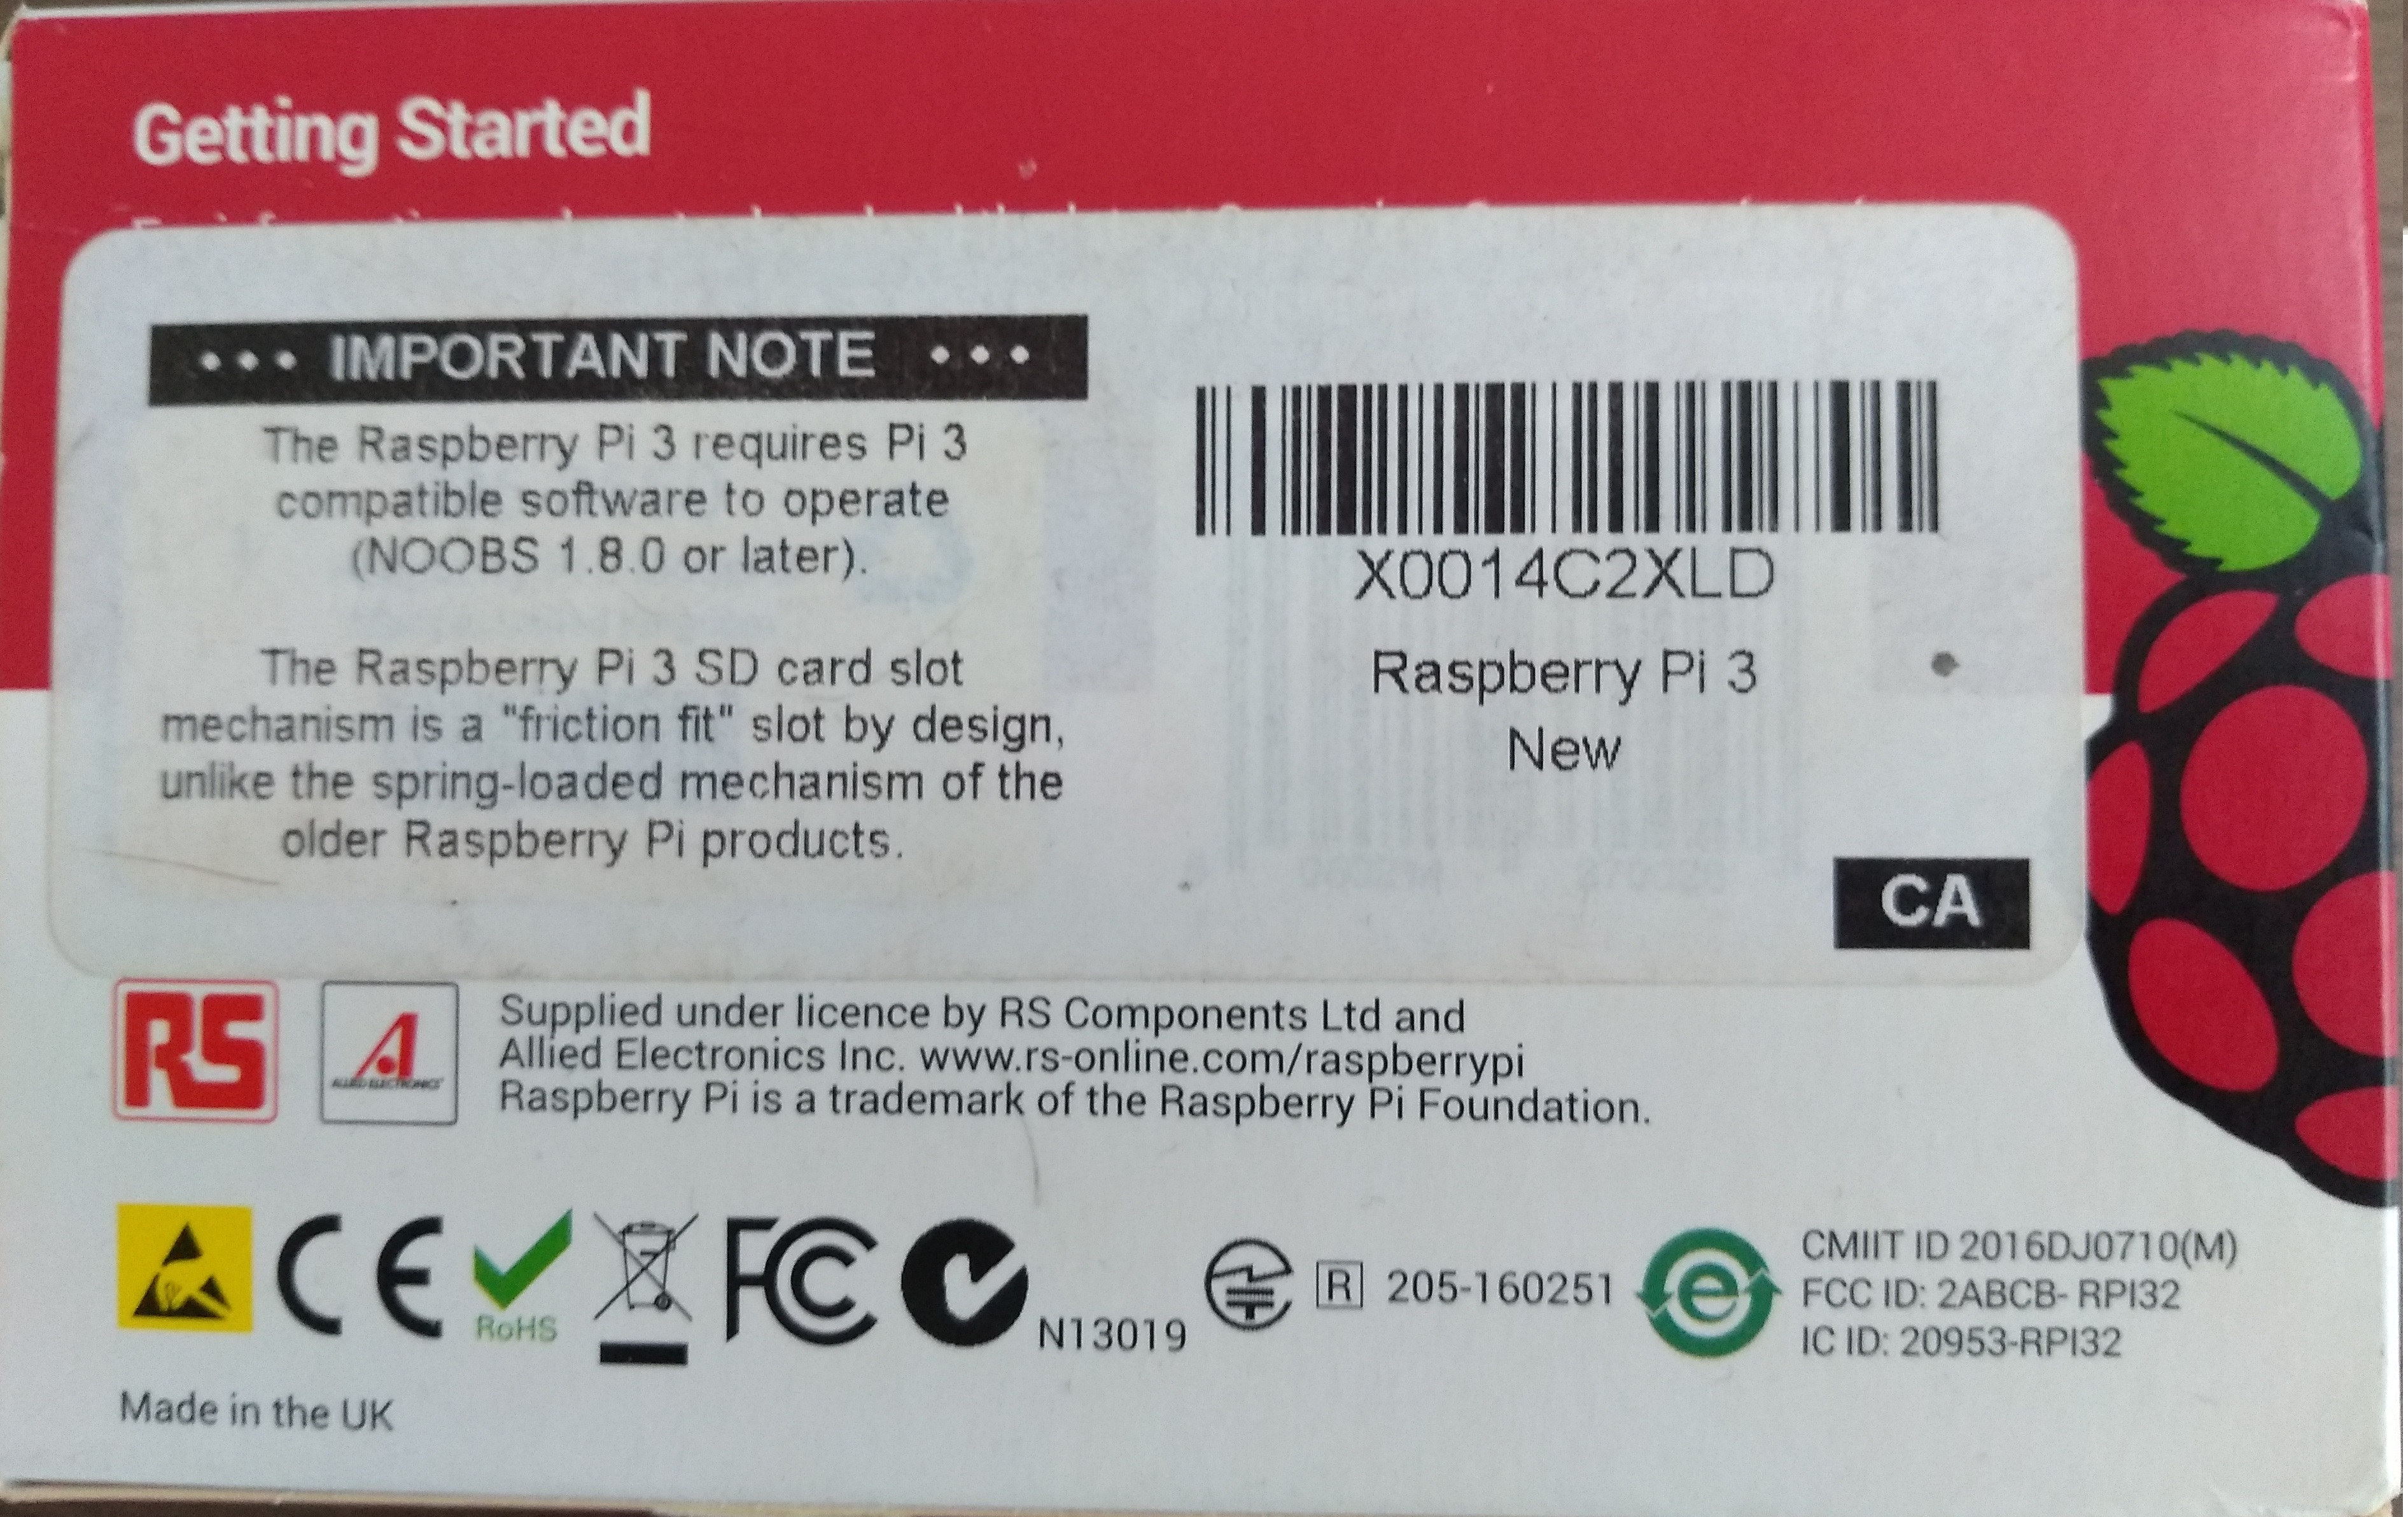 Getting Started
••• IMPORTANT NOTE •••
The Raspberry Pi 3 requires Pi 3
compatible software to operate
(NOOBS 1.8.0 or later).
The Raspberry Pi 3 SD card slot
mechanism is a "friction fit" slot by design,
unlike the spring-loaded mechanism of the
older Raspberry Pi products.
X0014C2XLD
Raspberry Pi 3
New
CA
RS
A
ALLIED ELECTRONICS
Supplied under licence by RS Components Ltd and
Allied Electronics Inc. www.rs-online.com/raspberrypi
Raspberry Pi is a trademark of the Raspberry Pi Foundation.
CE
RoHS
FC
N13019
R 205-160251
e
CMIIT ID 2016DJ0710(M)
FCC ID: 2ABCB- RPI32
IC ID: 20953-RPI32
Made in the UK